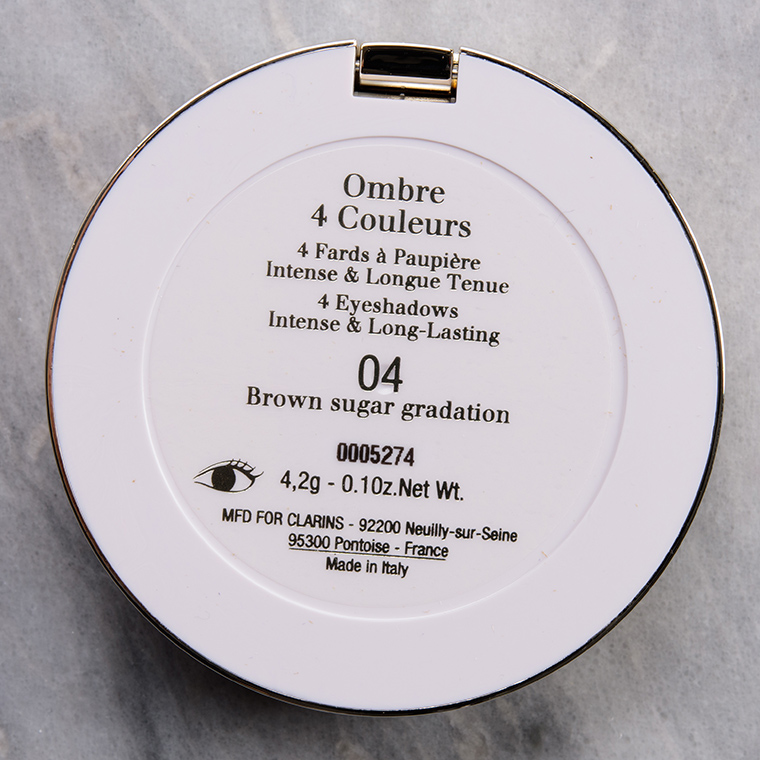 Ombre
4 Couleurs
4 Fards à Paupière
Intense & Longue Tenue
4 Eyeshadows
Intense & Long-Lasting
04
Brown sugar gradation
0005274
4,2g - 0.10z.Net Wt.
MFD FOR CLARINS - 92200 Neuilly-sur-Seine
95300 Pontoise - France
Made in Italy